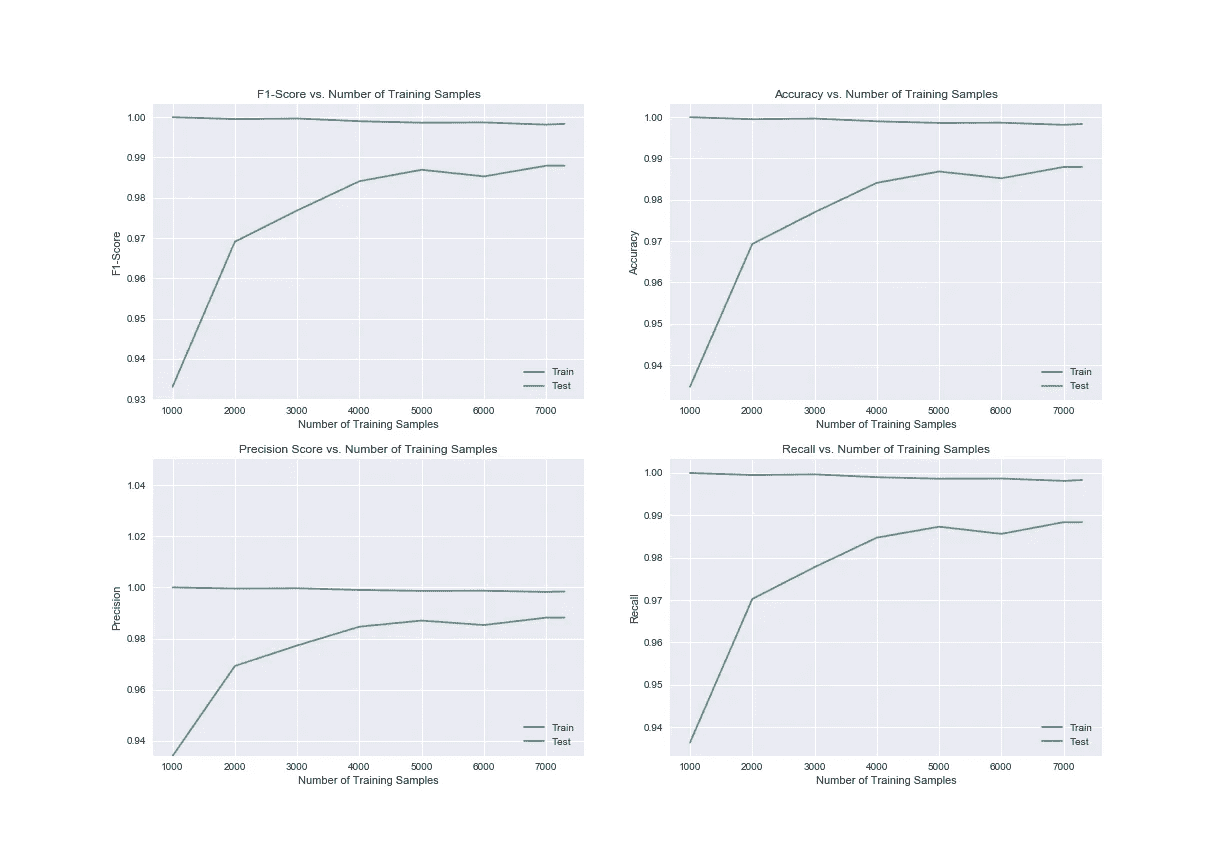 F1-Score vs. Number of Training Samples
1.00
0.99
0.98
0.97
0.96
0.95
0.94
0.93
F1-Score
1000 2000 3000 4000 5000 6000 7000
Number of Training Samples
Train
Test
Accuracy vs. Number of Training Samples
1.00
0.99
0.98
0.97
0.96
0.95
0.94
Accuracy
1000 2000 3000 4000 5000 6000 7000
Number of Training Samples
Train
Test
Precision Score vs. Number of Training Samples
1.04
1.02
1.00
0.98
0.96
0.94
Precision
1000 2000 3000 4000 5000 6000 7000
Number of Training Samples
Train
Test
Recall vs. Number of Training Samples
1.00
0.99
0.98
0.97
0.96
0.95
0.94
Recall
1000 2000 3000 4000 5000 6000 7000
Number of Training Samples
Train
Test